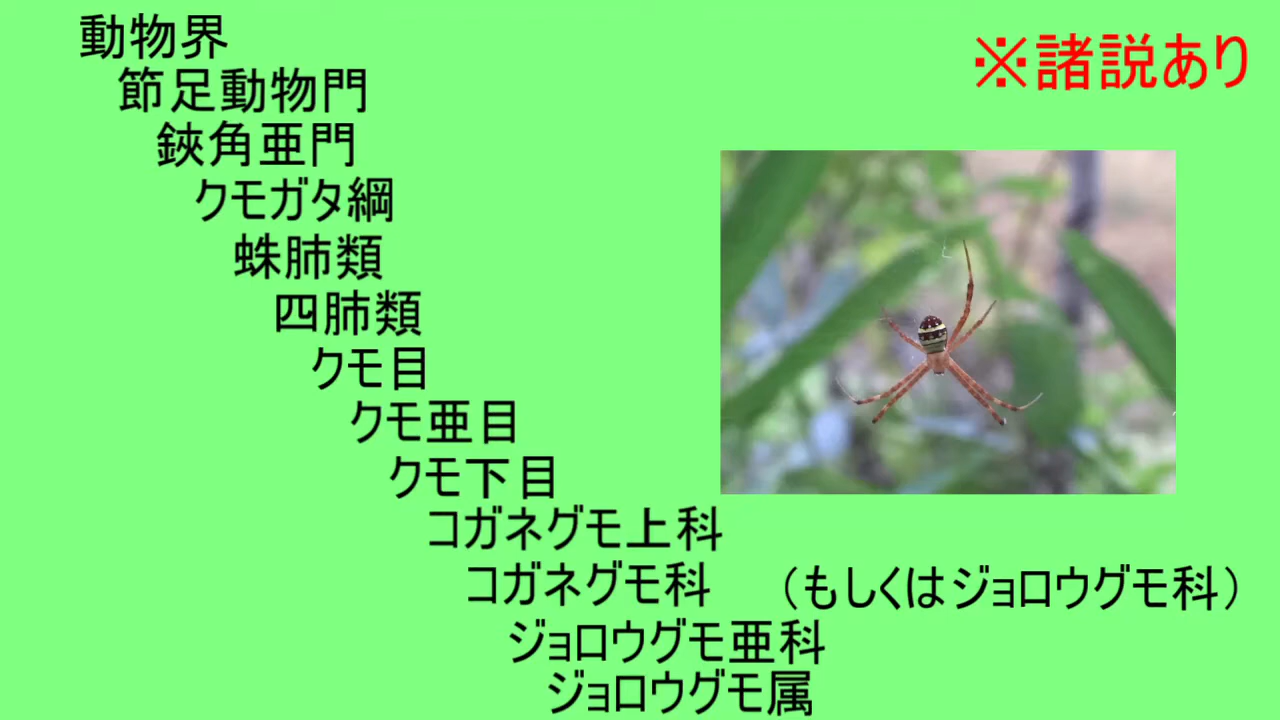 動物界
※諸説あり
節足動物門
鋏角亜門
クモガタ綱
蛛肺類
四肺類
クモ目
クモ亜目
クモ下目
コガネグモ上科
コガネグモ科 （もしくはジョロウグモ科）
ジョロウグモ亜科
ジョロウグモ属